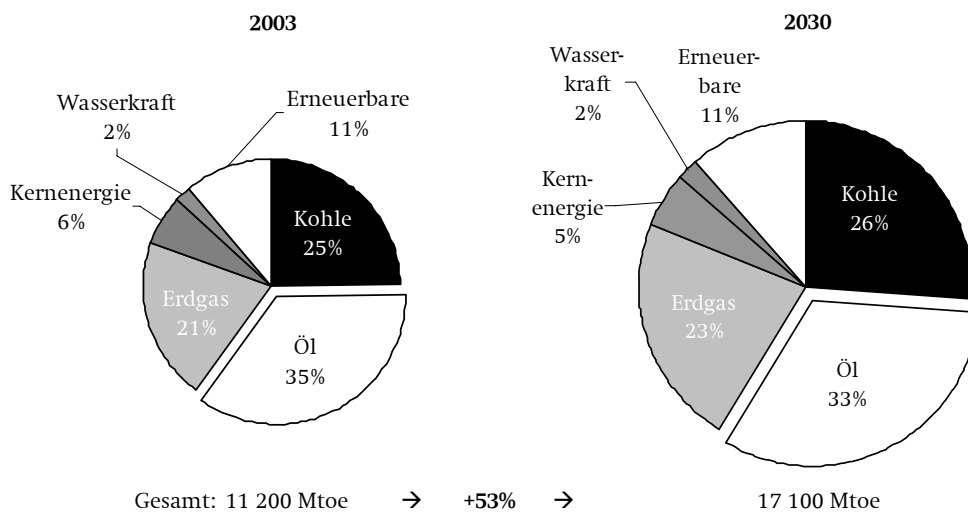 2003
Wasserkraft
2%
Erneuerbare
11%
Kernenergie
6%
Kohle
25%
Erdgas
21%
Öl
35%
2030
Wasser-
kraft
2%
Erneuer-
bare
11%
Kern-
energie
5%
Kohle
26%
Erdgas
23%
Öl
33%
Gesamt: 11 200 Mtoe → +53% → 17 100 Mtoe